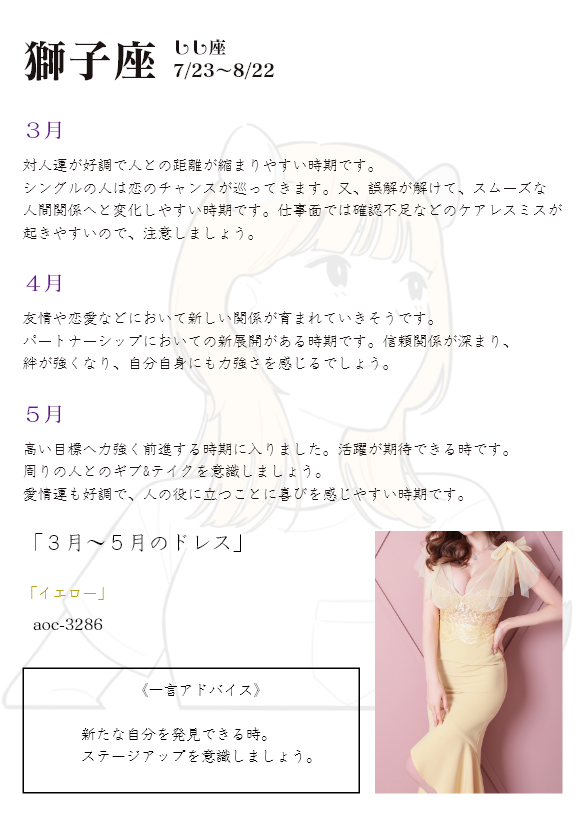 獅子座
しし座
7/23～8/22
３月
対人運が好調で人との距離が縮まりやすい時期です。
シングルの人は恋のチャンスが巡ってきます。又、誤解が解けて、スムーズな
人間関係へと変化しやすい時期です。仕事面では確認不足などのケアレスミスが
起きやすいので、注意しましょう。
４月
友情や恋愛などにおいて新しい関係が育まれていきそうです。
パートナーシップにおいての新展開がある時期です。信頼関係が深まり、
絆が強くなり、自分自身にも力強さを感じるでしょう。
５月
高い目標へ力強く前進する時期に入りました。活躍が期待できる時です。
周りの人とのギブ&テイクを意識しましょう。
愛情運も好調で、人の役に立つことに喜びを感じやすい時期です。
「３月～５月のドレス」
「イエロー」
aoc-3286
《一言アドバイス》
新たな自分を発見できる時。
ステージアップを意識しましょう。